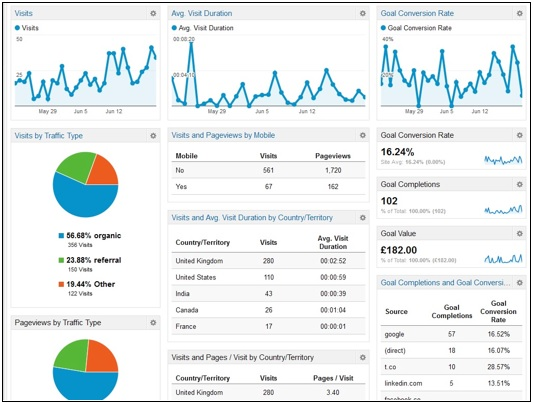 Visits
Visits
50
25
May 29 Jun 5 Jun 12
Visits by Traffic Type
56.68% organic
356 Visits
23.88% referral
150 Visits
19.44% Other
122 Visits
Pageviews by Traffic Type
Avg. Visit Duration
Avg. Visit Duration
00:08:20
00:04:10
May 29 Jun 5 Jun 12
Visits and Pageviews by Mobile
Mobile Visits Pageviews
No 561 1,720
Yes 67 162
Visits and Avg. Visit Duration by Country/Territory
Country/Territory Visits Avg. Visit
Duration
United Kingdom 280 00:02:52
United States 110 00:00:59
India 43 00:00:39
Canada 26 00:01:04
France 17 00:00:01
Visits and Pages / Visit by Country/Territory
Country/Territory Visits Pages / Visit
United Kingdom 280 3.40
Goal Conversion Rate
Goal Conversion Rate
40%
20%
May 29 Jun 5 Jun 12
Goal Conversion Rate
16.24%
Site Avg: 16.24% (0.00%)
Goal Completions
102
% of Total: 100.00% (102)
Goal Value
£182.00
% of Total: 100.00% (£182.00)
Goal Completions and Goal Conversi...
Source Goal
Completions Goal
Conversion
Rate
google 57 16.52%
(direct) 18 16.07%
t.co 10 28.57%
linkedin.com 5 13.51%
facebook.co